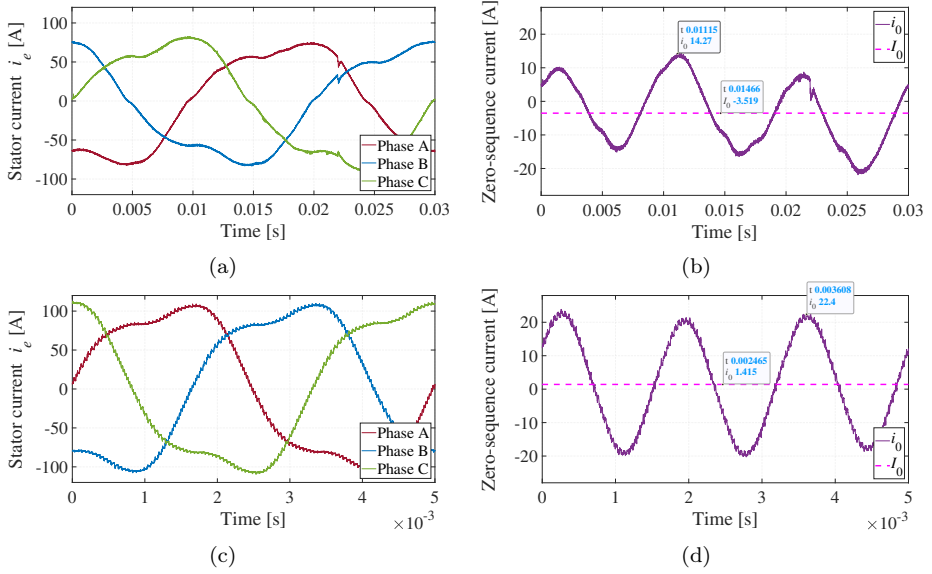 Stator current i_e [A]
100
50
0
-50
-100
Phase A
Phase B
Phase C
0
0.005
0.01
0.015
0.02
0.025
0.03
Time [s]
(a)
Zero-sequence current [A]
20
10
0
-10
-20
t 0.01115
i_0 14.27
t 0.01466
I_0 -3.519
i_0
I_0
0
0.005
0.01
0.015
0.02
0.025
0.03
Time [s]
(b)
Stator current i_e [A]
100
50
0
-50
-100
Phase A
Phase B
Phase C
0
1
2
3
4
5
×10^-3
Time [s]
(c)
Zero-sequence current [A]
20
10
0
-10
-20
t 0.003608
i_0 22.4
t 0.002465
i_0 1.415
i_0
I_0
0
1
2
3
4
5
×10^-3
Time [s]
(d)